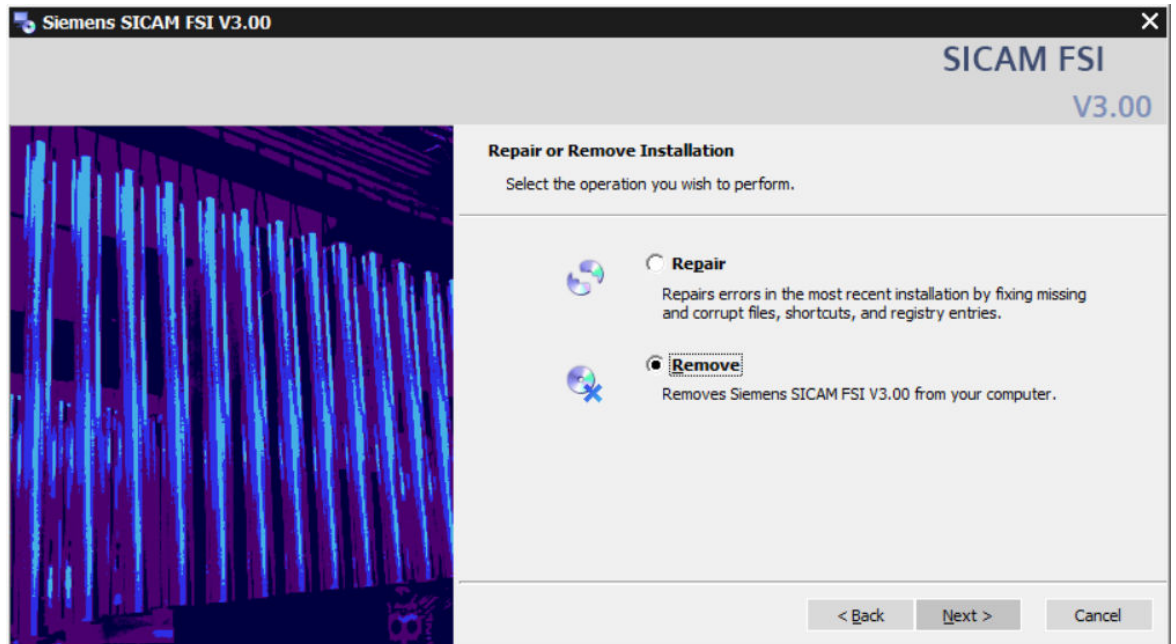 Siemens SICAM FSI V3.00
SICAM FSI
V3.00
Repair or Remove Installation
Select the operation you wish to perform.
Repair
Repairs errors in the most recent installation by fixing missing
and corrupt files, shortcuts, and registry entries.
Remove
Removes Siemens SICAM FSI V3.00 from your computer.
< Back
Next >
Cancel